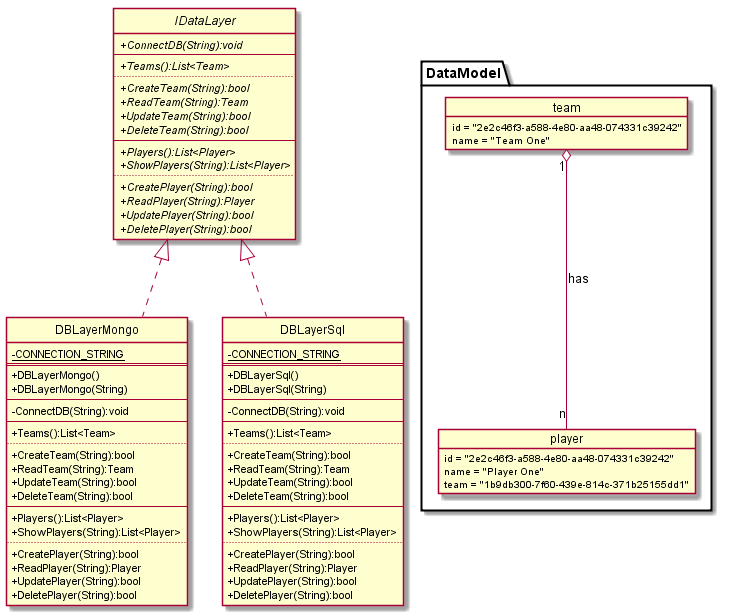 IDataLayer
+ConnectDB(String):void
+Teams():List<Team>
+CreateTeam(String):bool
+ReadTeam(String):Team
+UpdateTeam(String):bool
+DeleteTeam(String):bool
+Players():List<Player>
+ShowPlayers(String):List<Player>
+CreatePlayer(String):bool
+ReadPlayer(String):Player
+UpdatePlayer(String):bool
+DeletePlayer(String):bool
DBLayerMongo
-CONNECTION_STRING
+DBLayerMongo()
+DBLayerMongo(String)
-ConnectDB(String):void
+Teams():List<Team>
+CreateTeam(String):bool
+ReadTeam(String):Team
+UpdateTeam(String):bool
+DeleteTeam(String):bool
+Players():List<Player>
+ShowPlayers(String):List<Player>
+CreatePlayer(String):bool
+ReadPlayer(String):Player
+UpdatePlayer(String):bool
+DeletePlayer(String):bool
DBLayerSql
-CONNECTION_STRING
+DBLayerSql()
+DBLayerSql(String)
-ConnectDB(String):void
+Teams():List<Team>
+CreateTeam(String):bool
+ReadTeam(String):Team
+UpdateTeam(String):bool
+DeleteTeam(String):bool
+Players():List<Player>
+ShowPlayers(String):List<Player>
+CreatePlayer(String):bool
+ReadPlayer(String):Player
+UpdatePlayer(String):bool
+DeletePlayer(String):bool
DataModel
team
id = "2e2c46f3-a588-4e80-aa48-074331c39242"
name = "Team One"
1
has
n
player
id = "2e2c46f3-a588-4e80-aa48-074331c39242"
name = "Player One"
team = "1b9db300-7f60-439e-814c-371b25155dd1"